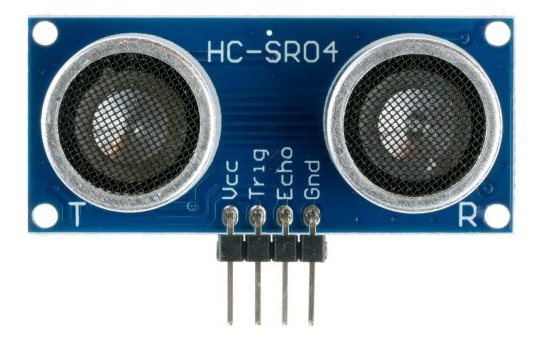 HC-SR04
Vcc
Trig
Echo
Gnd
T
R